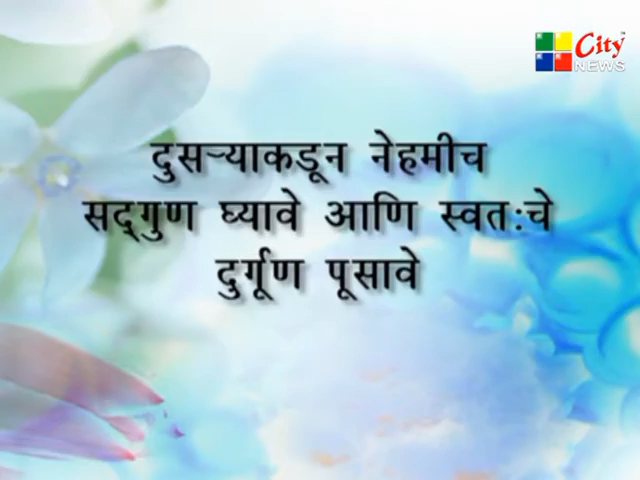 City
NEWS
दुसऱ्याकडून नेहमीच
सद्‌गुण घ्यावे आणि स्वतःचे
दुर्गूण पूसावे